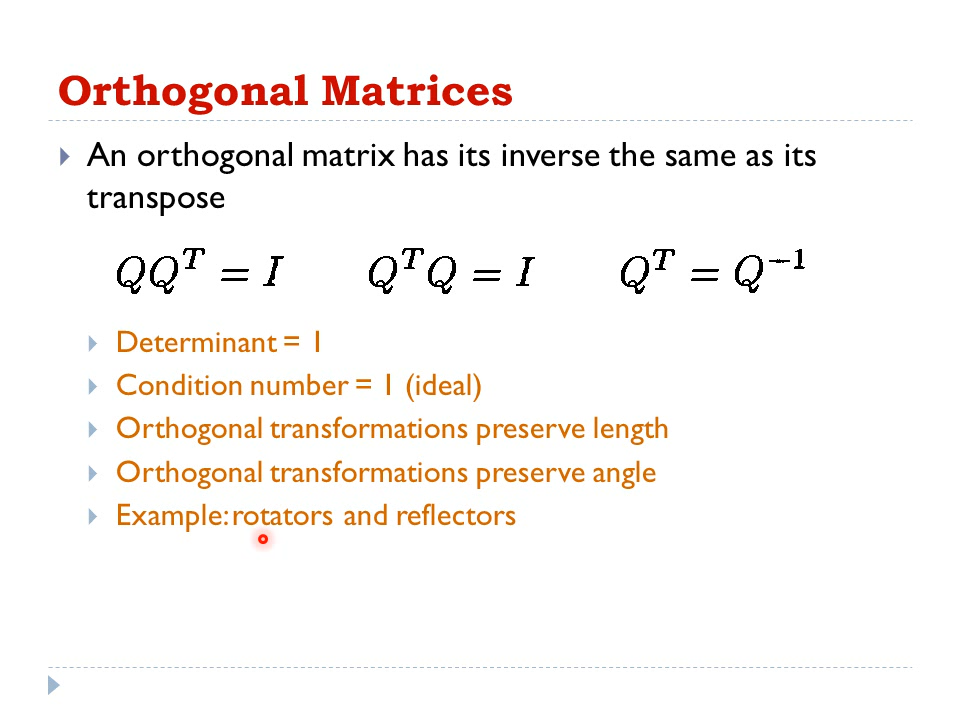 Orthogonal Matrices
An orthogonal matrix has its inverse the same as its
transpose
QQ^T = I    Q^T Q = I    Q^T = Q^{-1}
Determinant = 1
Condition number = 1 (ideal)
Orthogonal transformations preserve length
Orthogonal transformations preserve angle
Example: rotators and reflectors